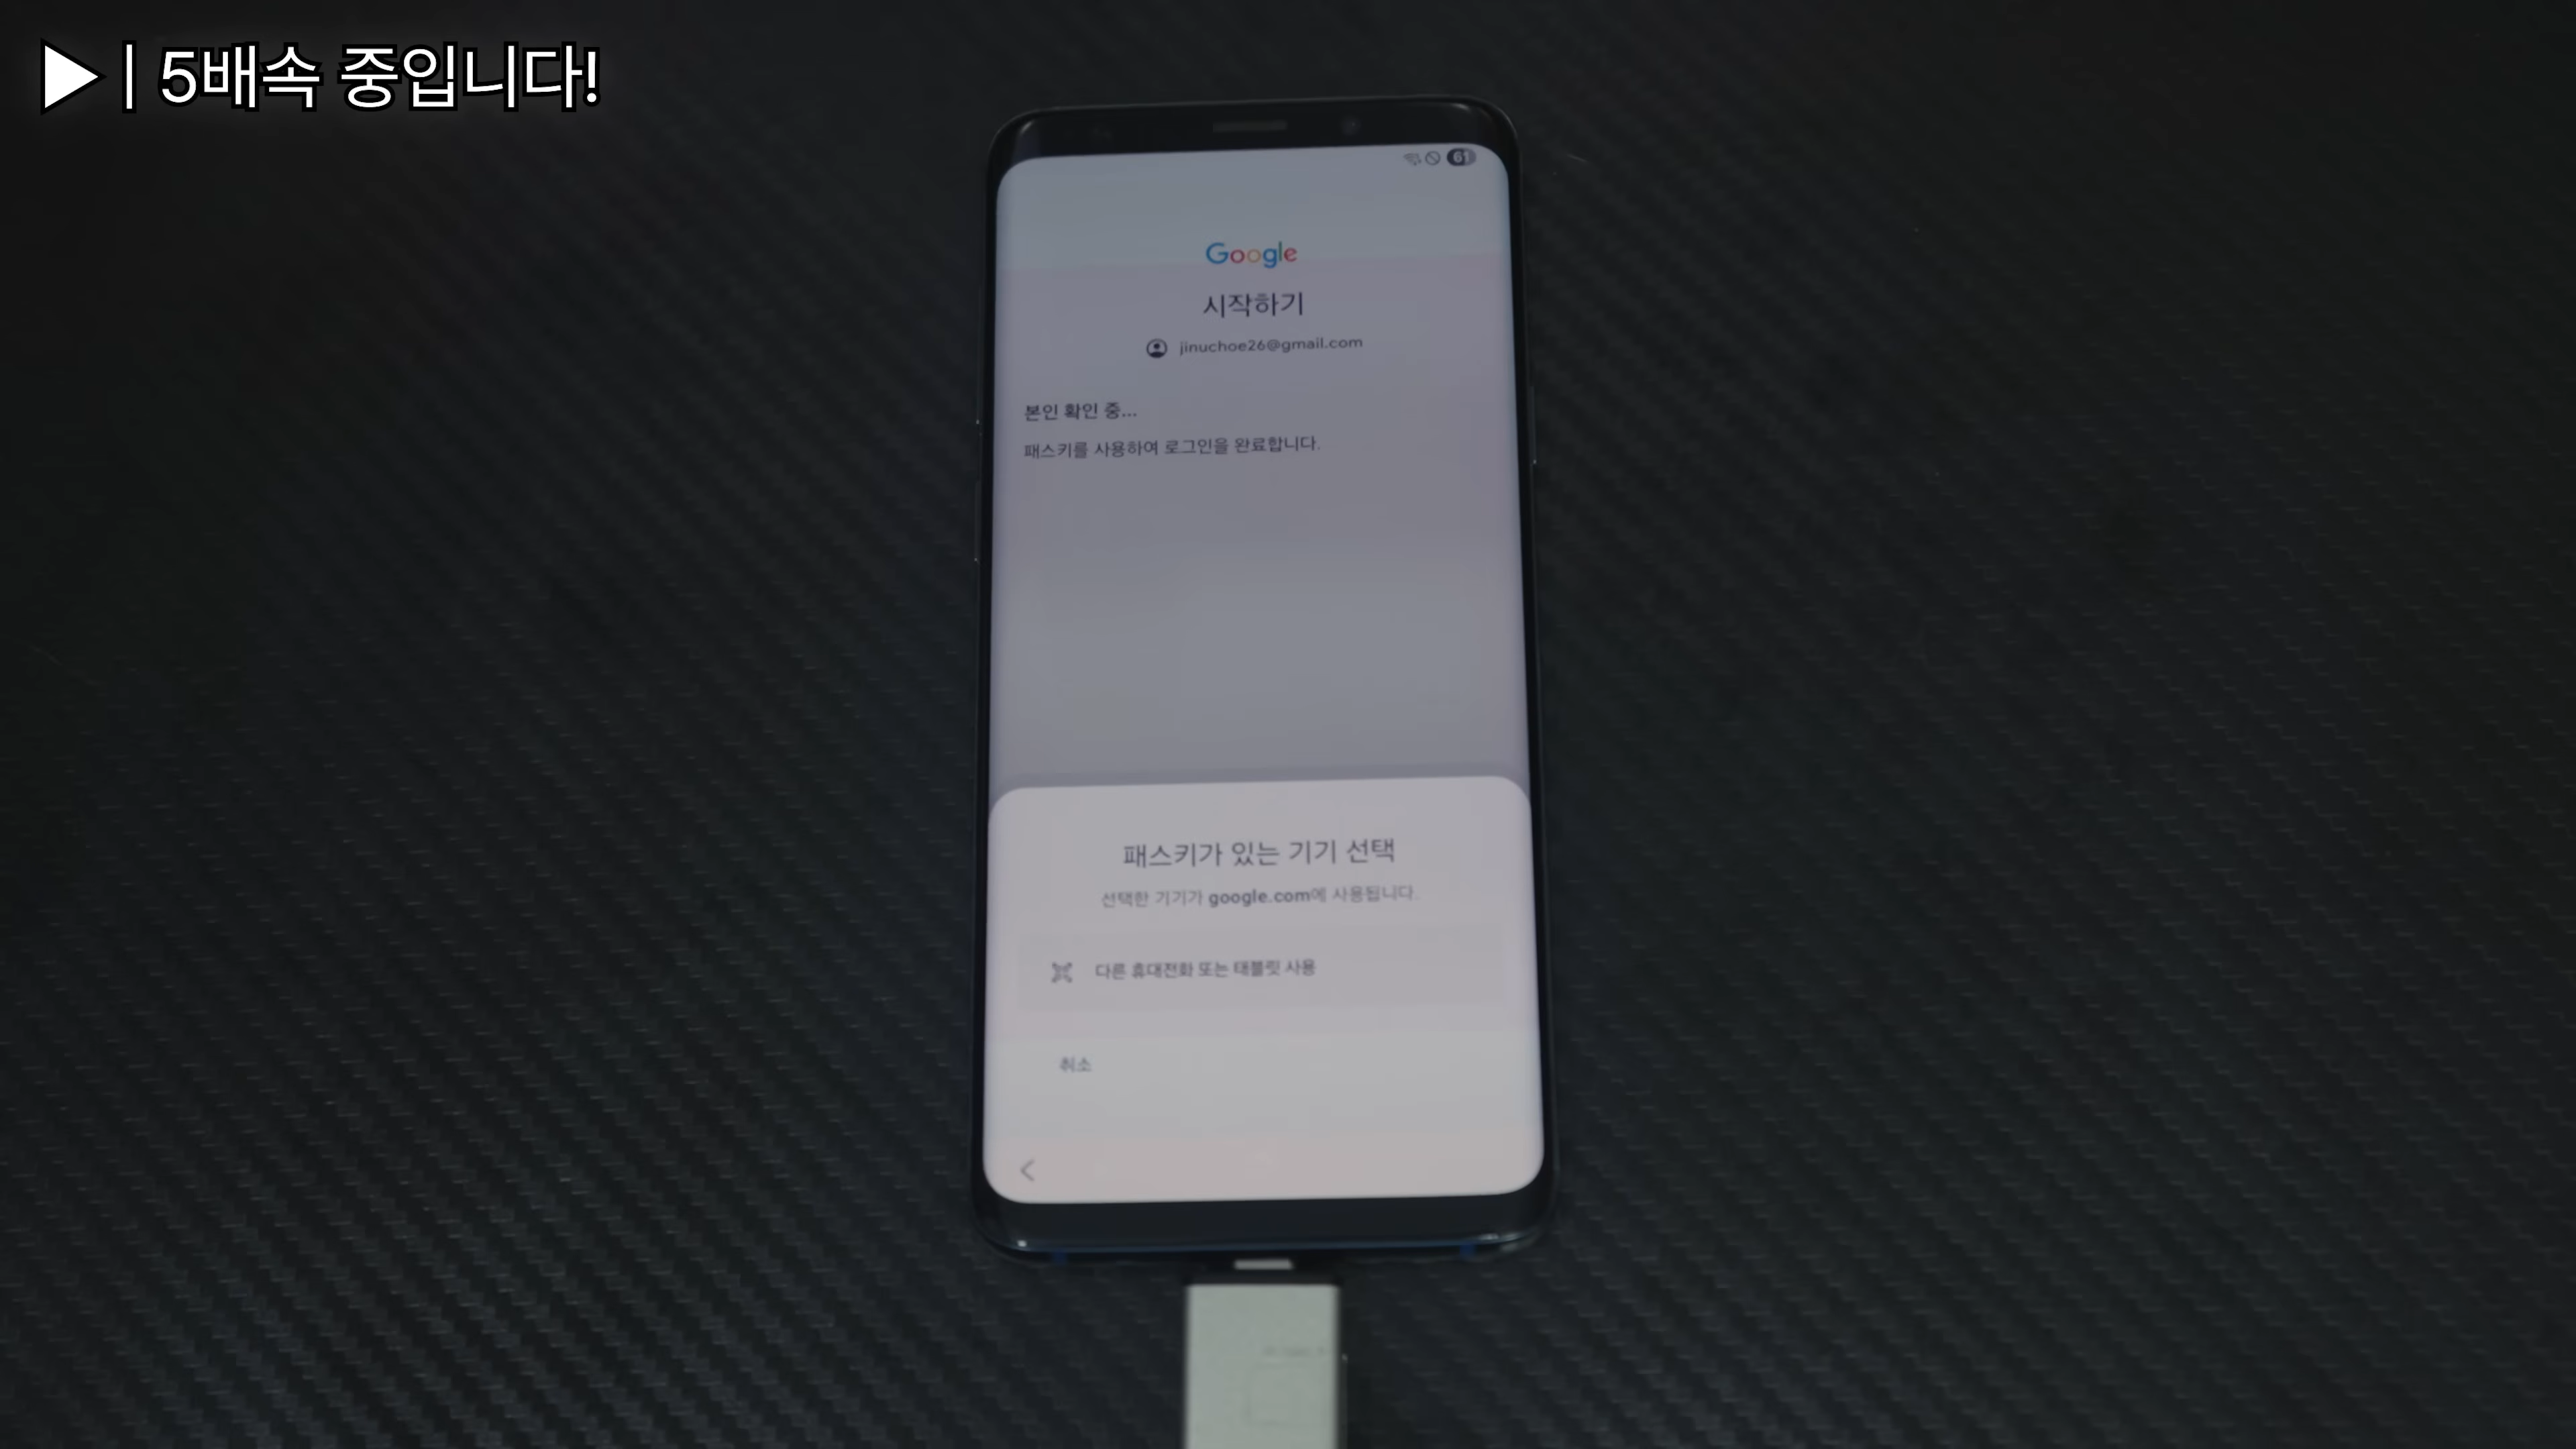 ▶ | 5배속 중입니다!
61
Google
시작하기
jinuchoe26@gmail.com
본인 확인 중...
패스키를 사용하여 로그인을 완료합니다.
패스키가 있는 기기 선택
선택한 기기가 google.com에 사용됩니다.
다른 휴대전화 또는 태블릿 사용
취소